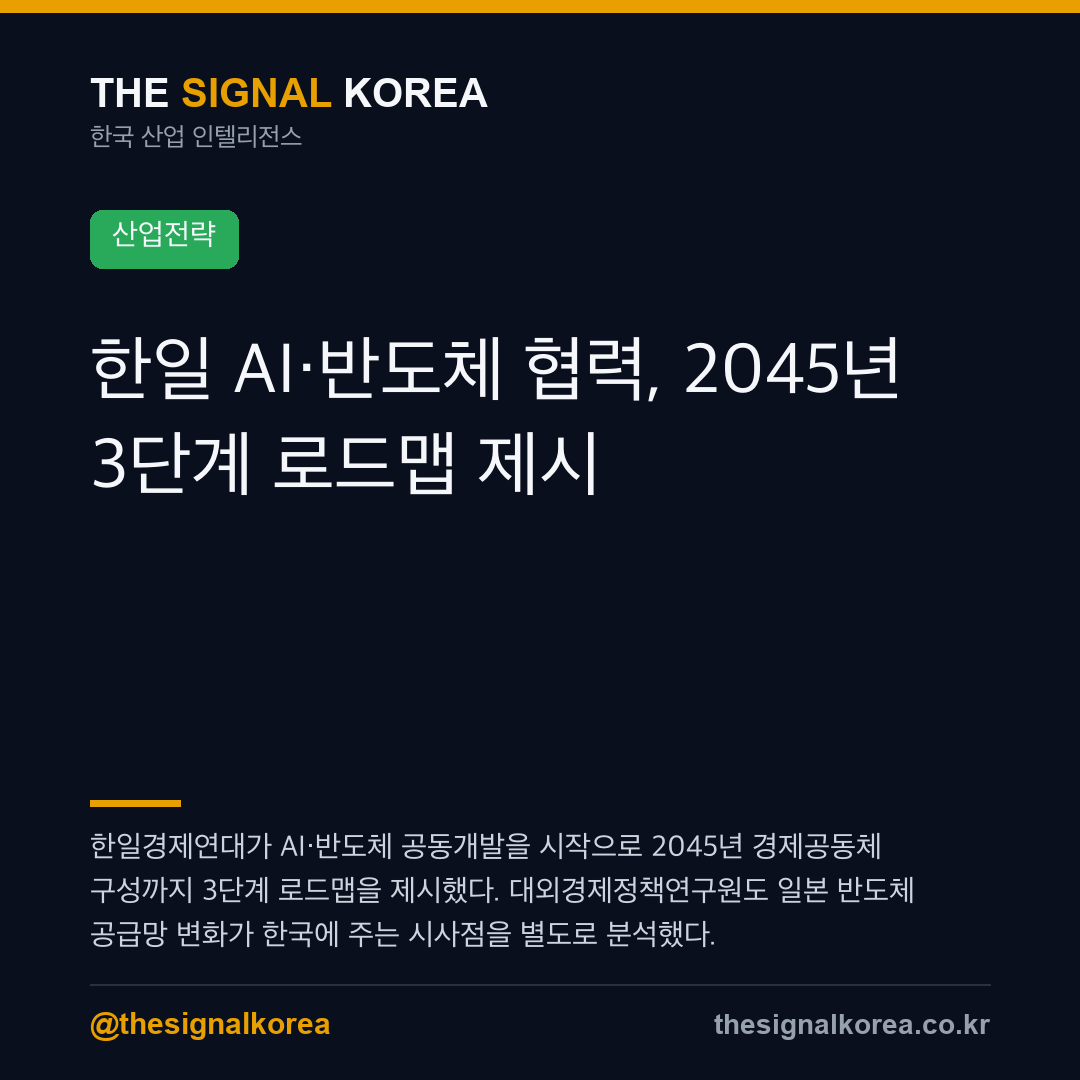 THE SIGNAL KOREA
한국 산업 인텔리전스
산업전략
한일 AI·반도체 협력, 2045년
3단계 로드맵 제시
한일경제연대가 AI·반도체 공동개발을 시작으로 2045년 경제공동체
구성까지 3단계 로드맵을 제시했다. 대외경제정책연구원도 일본 반도체
공급망 변화가 한국에 주는 시사점을 별도로 분석했다.
@thesignalkorea
thesignalkorea.co.kr